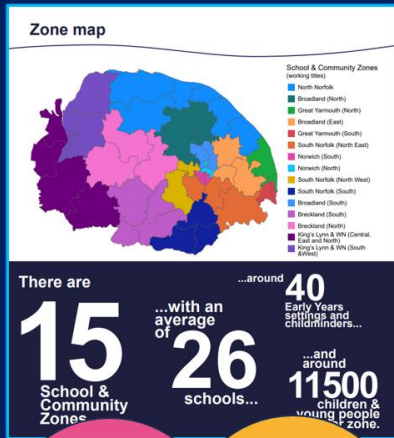 Zone map
School & Community Zones
(working titles)
North Norfolk
Broadland (North)
Great Yarmouth (North)
Broadland (East)
Great Yarmouth (South)
South Norfolk (North East)
Norwich (South)
Norwich (North)
South Norfolk (North West)
South Norfolk (South)
Broadland (South)
Breckland (South)
Breckland (North)
King's Lynn & WN (Central,
East and North)
King's Lynn & WN (South
&West)
There are
15
School &
Community
Zones
...with an
average
of
26
schools...
...around
40
Early Years
settings and
childminders...
...and
around
11500
children &
young people
zone.